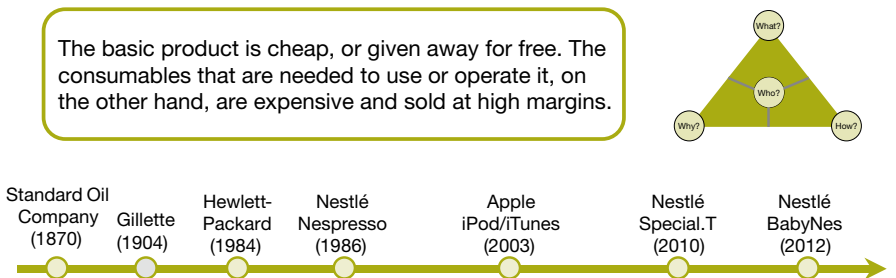 The basic product is cheap, or given away for free. The
consumables that are needed to use or operate it, on
the other hand, are expensive and sold at high margins.
What?
Who?
Why?
How?
Standard Oil
Company
(1870)
Gillette
(1904)
Hewlett-
Packard
(1984)
Nestlé
Nespresso
(1986)
Apple
iPod/iTunes
(2003)
Nestlé
Special.T
(2010)
Nestlé
BabyNes
(2012)